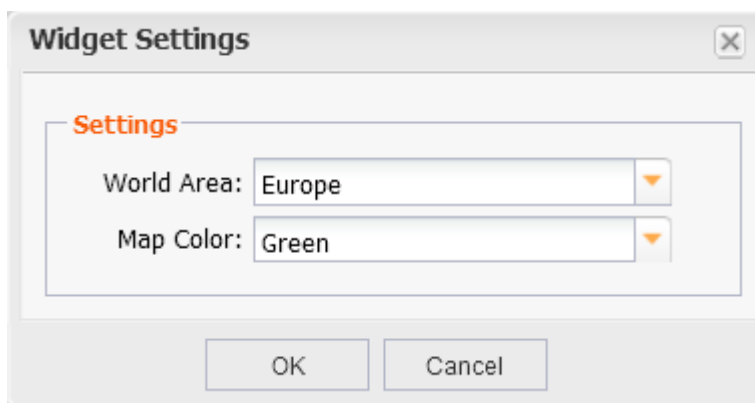 Widget Settings
Settings
World Area: Europe
Map Color: Green
OK Cancel